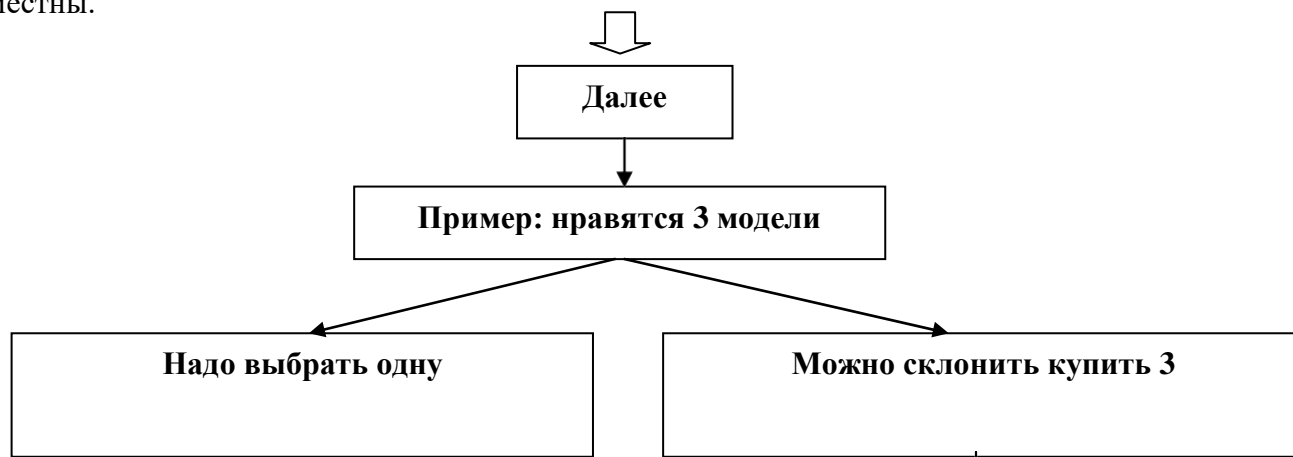 Далее
Пример: нравятся 3 модели
Надо выбрать одну
Можно склонить купить 3